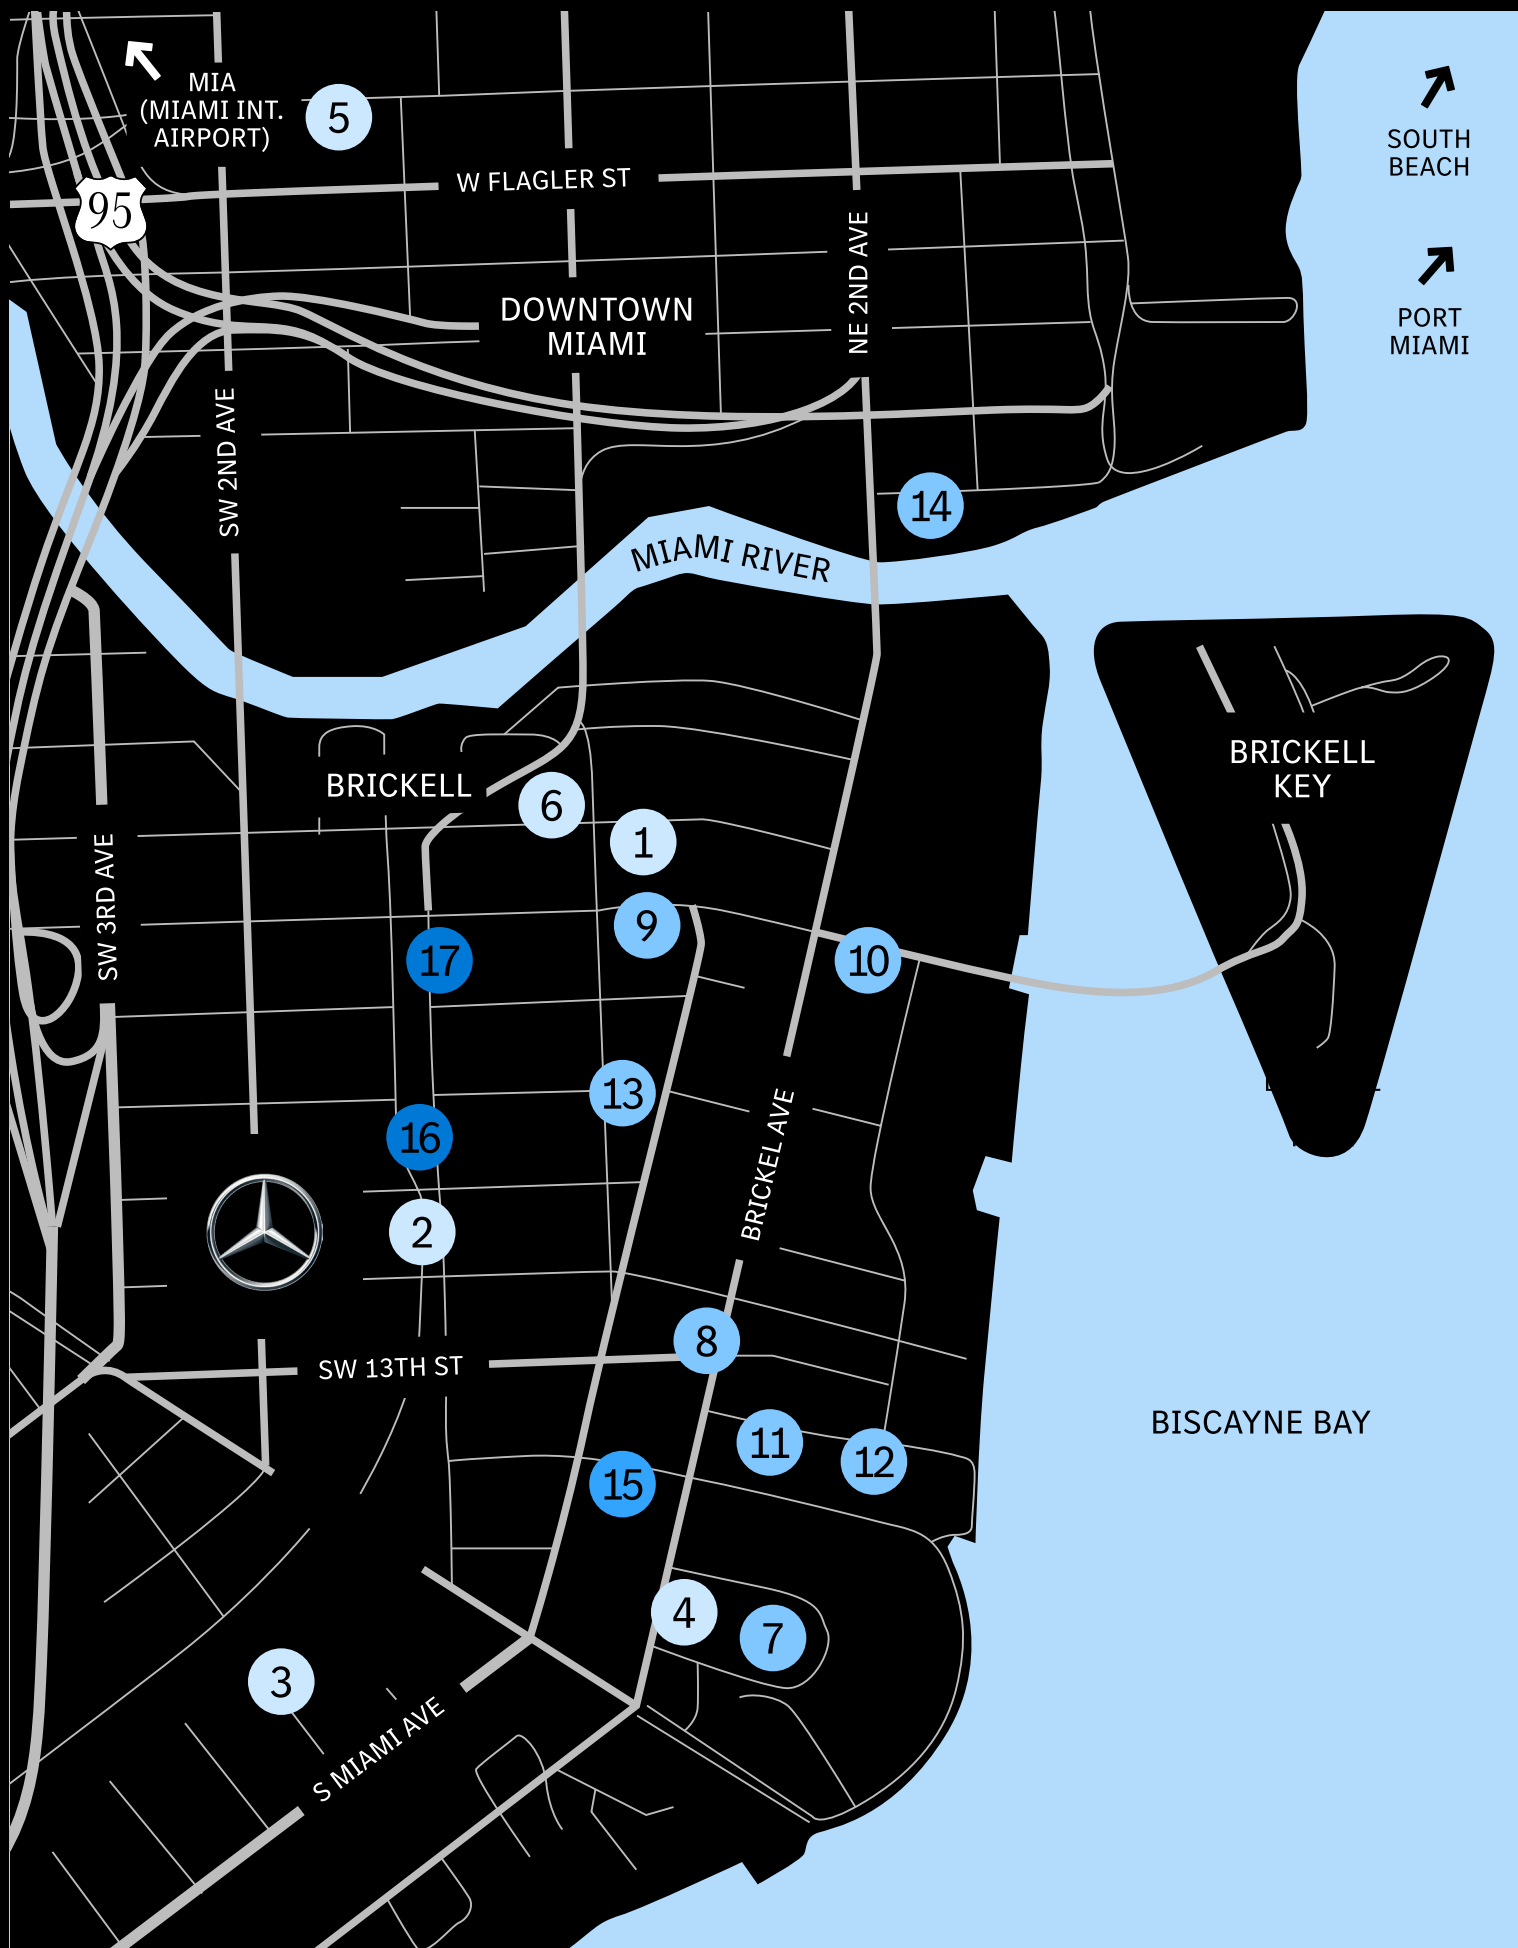 MIA
(MIAMI INT.
AIRPORT)
5
SOUTH
BEACH
W FLAGLER ST
95
NE 2ND AVE
PORT
MIAMI
DOWNTOWN
MIAMI
SW 2ND AVE
14
MIAMI RIVER
BRICKELL
KEY
BRICKELL
6
1
SW 3RD AVE
9
17
10
13
16
BRICKEL AVE
2
8
SW 13TH ST
BISCAYNE BAY
11
12
15
4
7
3
S MIAMI AVE